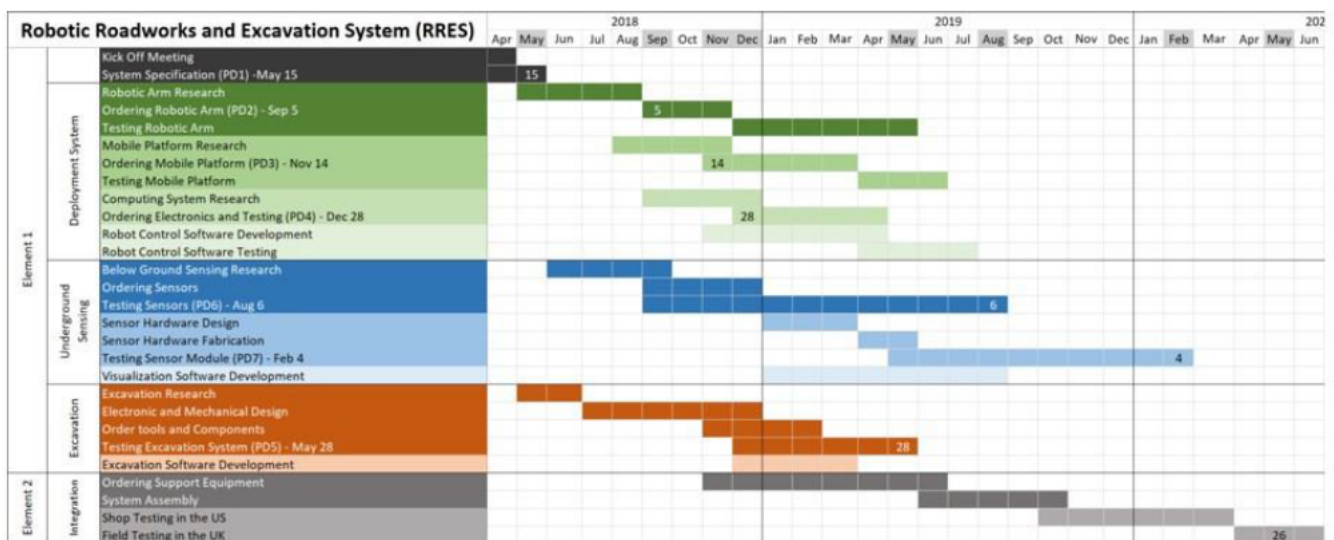 2018 2019 202
Robotic Roadworks and Excavation System (RRES)
Apr May Jun Jul Aug Sep Oct Nov Dec Jan Feb Mar Apr May Jun Jul Aug Sep Oct Nov Dec Jan Feb Mar Apr May Jun
Element 1
Kick Off Meeting
System Specification (PD1) -May 15 15
Deployment System
Robotic Arm Research
Ordering Robotic Arm (PD2) - Sep 5 5
Testing Robotic Arm
Mobile Platform Research
Ordering Mobile Platform (PD3) - Nov 14 14
Testing Mobile Platform
Computing System Research
Ordering Electronics and Testing (PD4) - Dec 28 28
Robot Control Software Development
Robot Control Software Testing
Underground
Sensing
Below Ground Sensing Research
Ordering Sensors
Testing Sensors (PD6) - Aug 6 6
Sensor Hardware Design
Sensor Hardware Fabrication
Testing Sensor Module (PD7) - Feb 4 4
Visualization Software Development
Excavation
Excavation Research
Electronic and Mechanical Design
Order tools and Components
Testing Excavation System (PD5) - May 28 28
Excavation Software Development
Element 2
Integration
Ordering Support Equipment
System Assembly
Shop Testing in the US
Field Testing in the UK 26